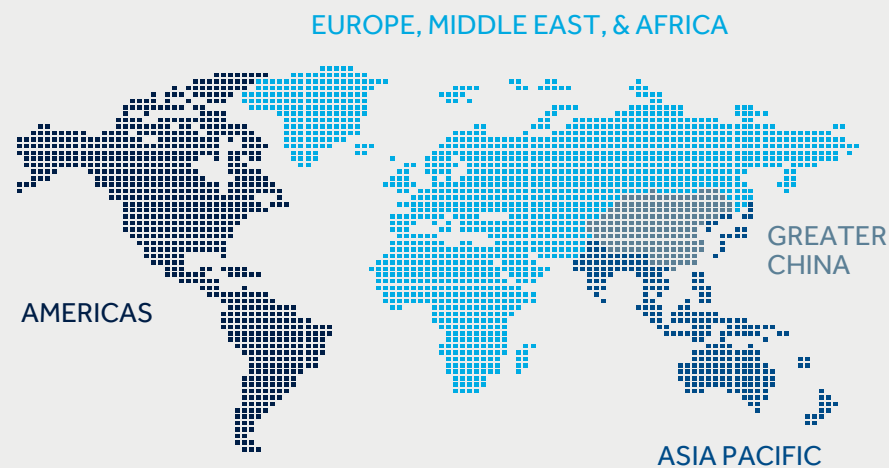 EUROPE, MIDDLE EAST, & AFRICA
GREATER
CHINA
AMERICAS
ASIA PACIFIC